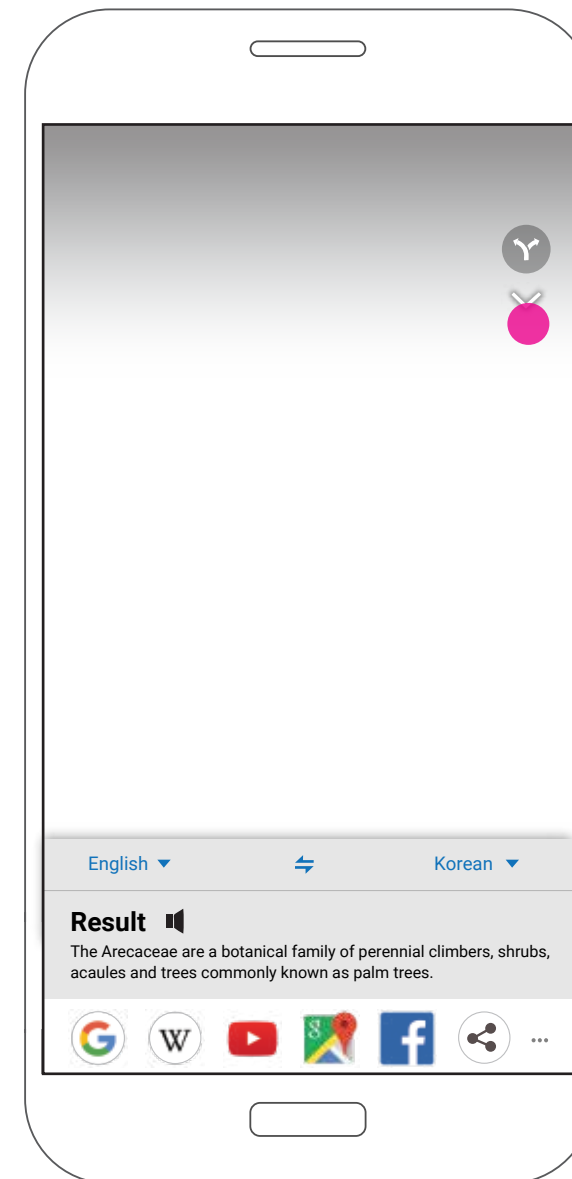 English Korean
Result
The Arecaceae are a botanical family of perennial climbers, shrubs,
acaules and trees commonly known as palm trees.
G W 8 f ...